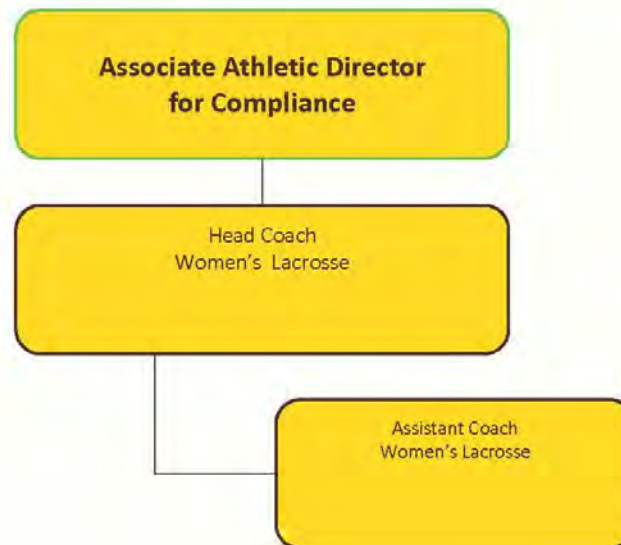 Associate Athletic Director
for Compliance
Head Coach
Women's Lacrosse
Assistant Coach
Women's Lacrosse